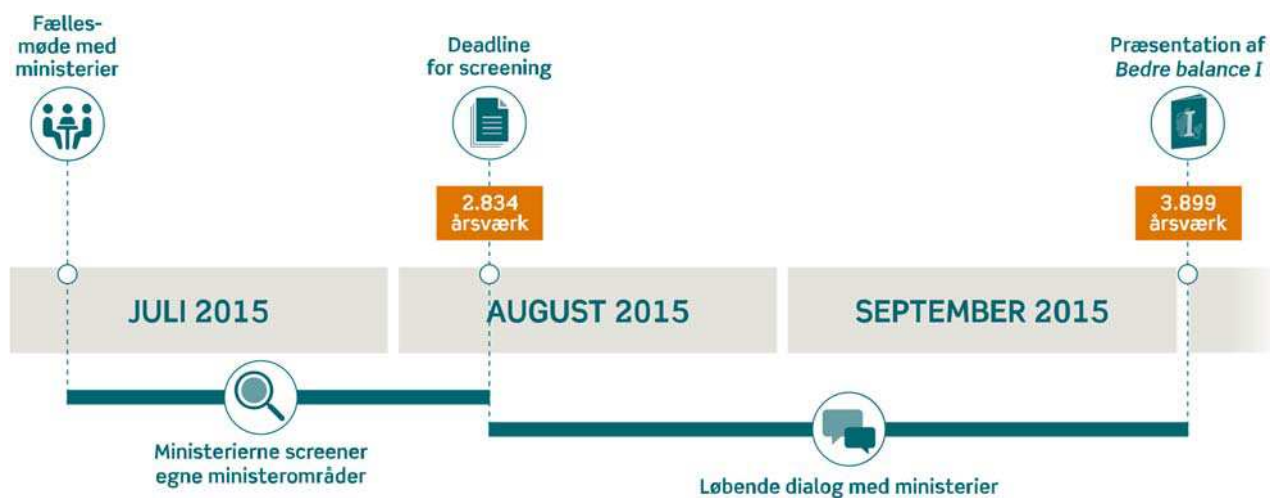 Fælles-
møde med
ministerier
Deadline
for screening
Præsentation af
Bedre balance I
I
2.834
årsværk
3.899
årsværk
JULI 2015
AUGUST 2015
SEPTEMBER 2015
Ministerierne screener
egne ministerområder
Løbende dialog med ministerier